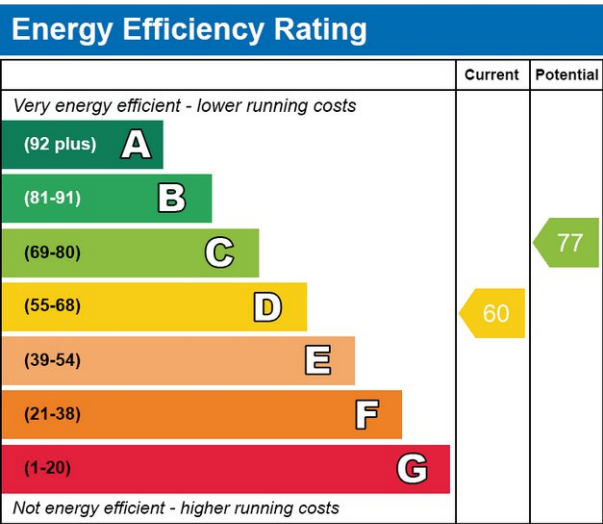 Energy Efficiency Rating
Current Potential
Very energy efficient - lower running costs
(92 plus) A
(81-91) B
(69-80) C
77
(55-68) D
60
(39-54) E
(21-38) F
(1-20) G
Not energy efficient - higher running costs